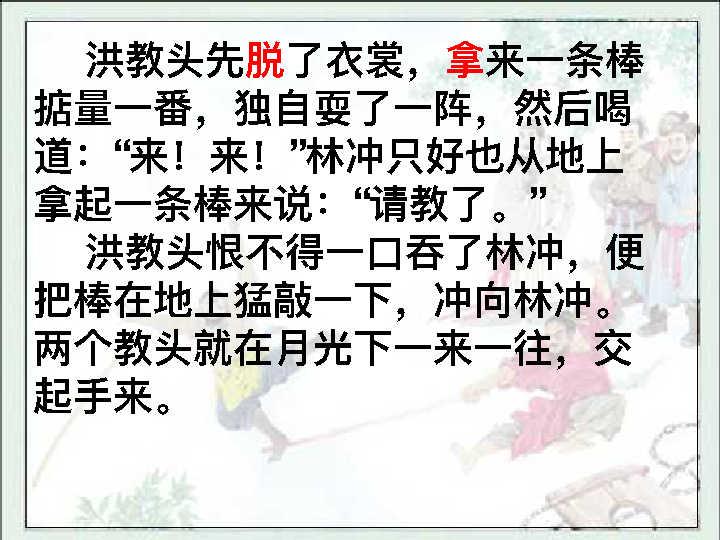 洪教头先脱了衣裳，拿来一条棒
掂量一番，独自耍了一阵，然后喝
道：“来！来！”林冲只好也从地上
拿起一条棒来说：“请教了。”
洪教头恨不得一口吞了林冲，便
把棒在地上猛敲一下，冲向林冲。
两个教头就在月光下一来一往，交
起手来。